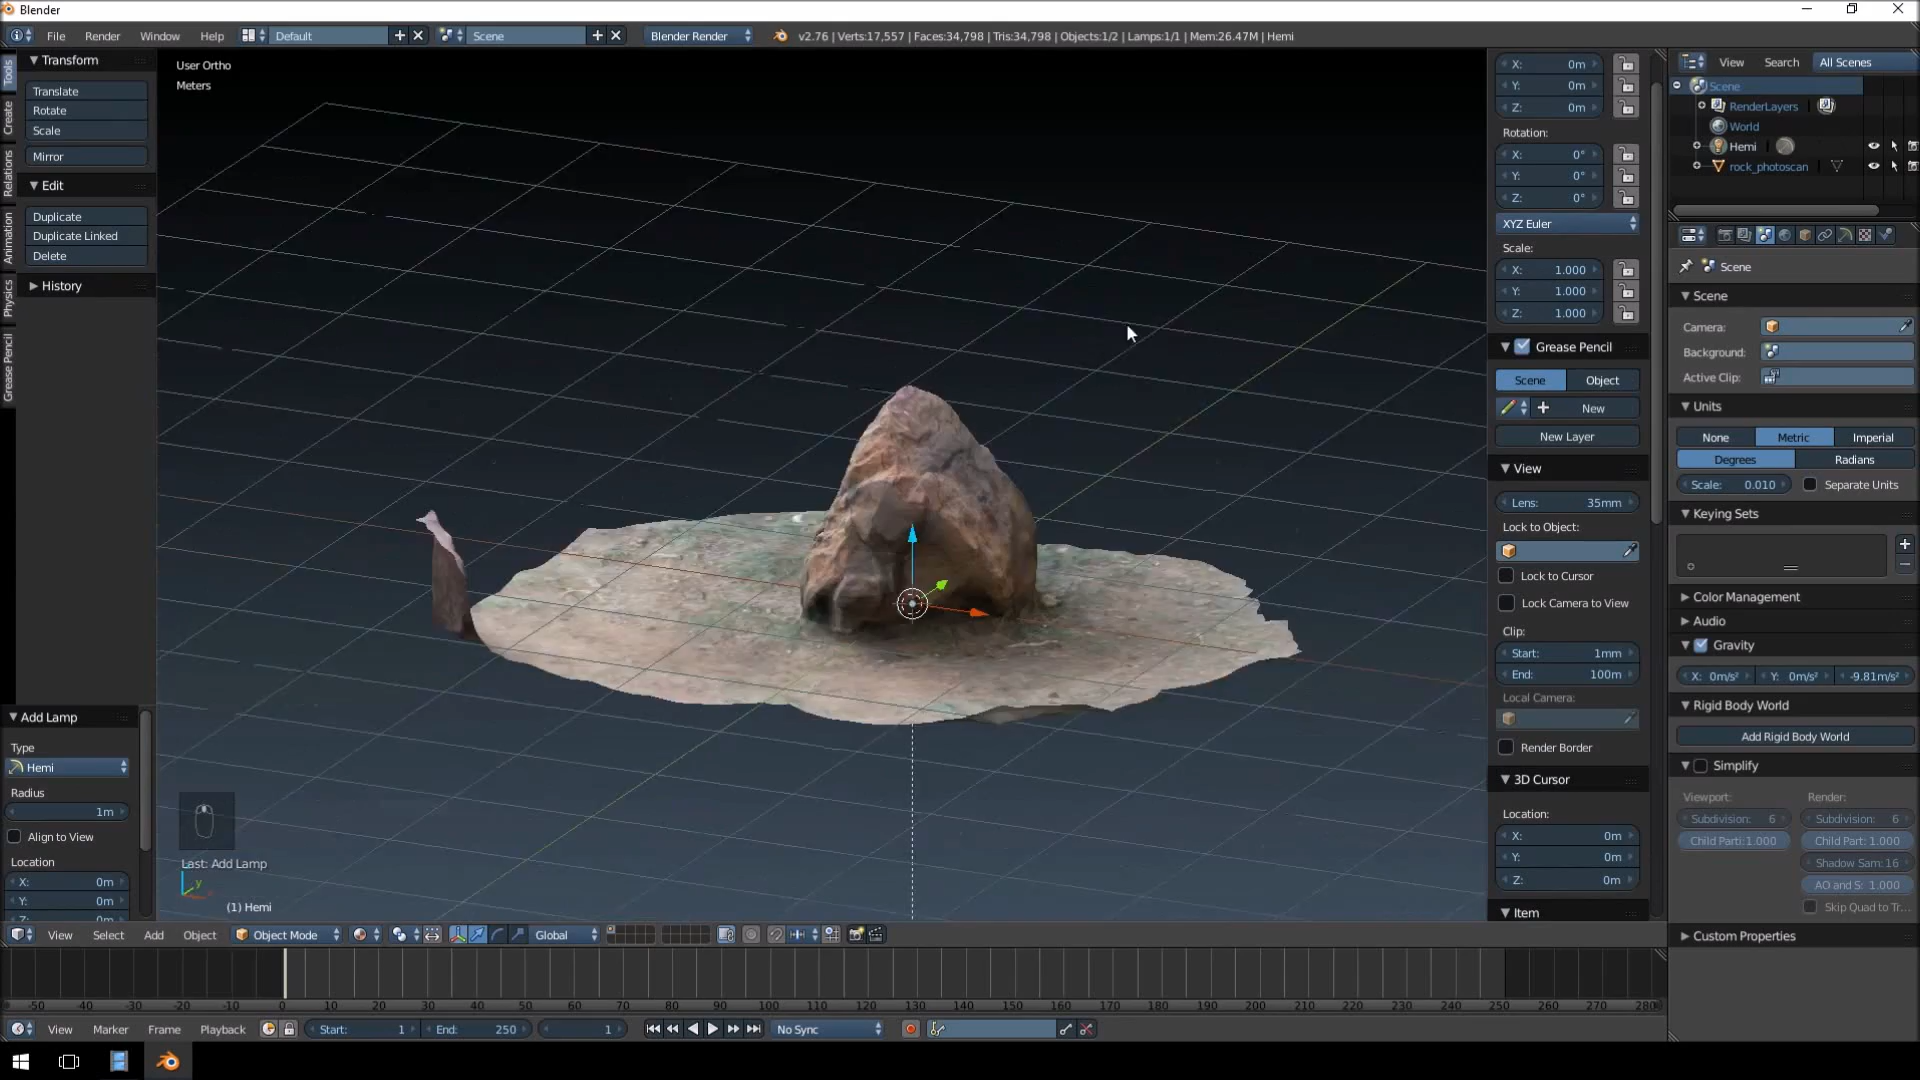 Blender
File Render Window Help Default Scene Blender Render v2.76 | Verts:17,557 | Faces:34,798 | Tris:34,798 | Objects:1/2 | Lamps:1/1 | Mem:26.47M | Hemi
Tools
Create
Relations
Animation
Physics
Grease Pencil
Transform
Translate
Rotate
Scale
Mirror
Edit
Duplicate
Duplicate Linked
Delete
History
Add Lamp
Type
Hemi
Radius
1m
Align to View
Location
X: 0m
Y: 0m
Z: 0m
User Ortho
Meters
Last: Add Lamp
y
(1) Hemi
X: 0m
Y: 0m
Z: 0m
Rotation:
X: 0°
Y: 0°
Z: 0°
XYZ Euler
Scale:
X: 1.000
Y: 1.000
Z: 1.000
Grease Pencil
Scene Object
New
New Layer
View
Lens: 35mm
Lock to Object:
Lock to Cursor
Lock Camera to View
Clip:
Start: 1mm
End: 100m
Local Camera:
Render Border
3D Cursor
Location:
X: 0m
Y: 0m
Z: 0m
Item
View Search All Scenes
Scene
RenderLayers
World
Hemi
rock_photoscan
Scene
Scene
Camera:
Background:
Active Clip:
Units
None Metric Imperial
Degrees Radians
Scale: 0.010 Separate Units
Keying Sets
Color Management
Audio
Gravity
X: 0m/s² Y: 0m/s² -9.81m/s²
Rigid Body World
Add Rigid Body World
Simplify
Viewport: Render:
Subdivision: 6 Subdivision: 6
Child Parti:1.000 Child Part: 1.000
Shadow Sam: 16
AO and S: 1.000
Skip Quad to Tr...
Custom Properties
View Select Add Object Object Mode Global
-50 -40 -30 -20 -10 0 10 20 30 40 50 60 70 80 90 100 110 120 130 140 150 160 170 180 190 200 210 220 230 240 250 260 270 280
View Marker Frame Playback Start: 1 End: 250 1 No Sync